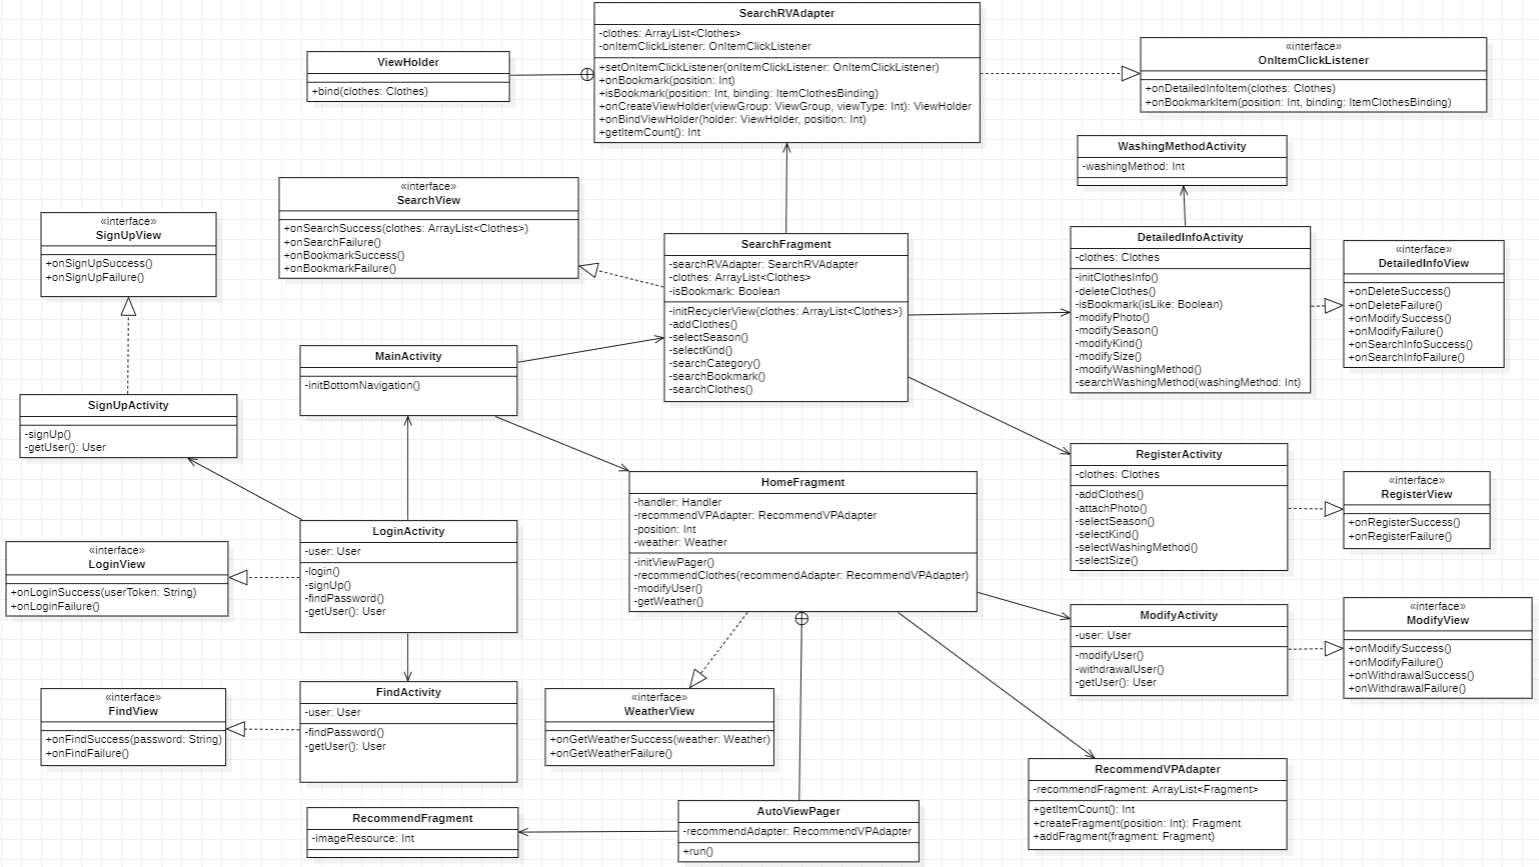 SearchRVAdapter
-clothes: ArrayList<Clothes>
-onItemClickListener: OnItemClickListener
+setOnItemClickListener(onItemClickListener: OnItemClickListener)
+onBookmark(position: Int)
+isBookmark(position: Int, binding: ItemClothesBinding)
+onCreateViewHolder(viewGroup: ViewGroup, viewType: Int): ViewHolder
+onBindViewHolder(holder: ViewHolder, position: Int)
+getItemCount(): Int
ViewHolder
+bind(clothes: Clothes)
«interface»
OnItemClickListener
+onDetailedInfoItem(clothes: Clothes)
+onBookmarkItem(position: Int, binding: ItemClothesBinding)
WashingMethodActivity
-washingMethod: Int
«interface»
SearchView
+onSearchSuccess(clothes: ArrayList<Clothes>)
+onSearchFailure()
+onBookmarkSuccess()
+onBookmarkFailure()
«interface»
SignUpView
+onSignUpSuccess()
+onSignUpFailure()
SearchFragment
-searchRVAdapter: SearchRVAdapter
-clothes: ArrayList<Clothes>
-isBookmark: Boolean
-initRecyclerView(clothes: ArrayList<Clothes>)
-addClothes()
-selectSeason()
-selectKind()
-searchCategory()
-searchBookmark()
-searchClothes()
DetailedInfoActivity
-clothes: Clothes
-initClothesInfo()
-deleteClothes()
-isBookmark(isLike: Boolean)
-modifyPhoto()
-modifySeason()
-modifyKind()
-modifySize()
-modifyWashingMethod()
-searchWashingMethod(washingMethod: Int)
«interface»
DetailedInfoView
+onDeleteSuccess()
+onDeleteFailure()
+onModifySuccess()
+onModifyFailure()
+onSearchInfoSuccess()
+onSearchInfoFailure()
MainActivity
-initBottomNavigation()
SignUpActivity
-signUp()
-getUser(): User
RegisterActivity
-clothes: Clothes
-addClothes()
-attachPhoto()
-selectSeason()
-selectKind()
-selectWashingMethod()
-selectSize()
«interface»
RegisterView
+onRegisterSuccess()
+onRegisterFailure()
HomeFragment
-handler: Handler
-recommendVPAdapter: RecommendVPAdapter
-position: Int
-weather: Weather
-initViewPager()
-recommendClothes(recommendAdapter: RecommendVPAdapter)
-modifyUser()
-getWeather()
LoginActivity
-user: User
-login()
-signUp()
-findPassword()
-getUser(): User
«interface»
LoginView
+onLoginSuccess(userToken: String)
+onLoginFailure()
ModifyActivity
-user: User
-modifyUser()
-withdrawalUser()
-getUser(): User
«interface»
ModifyView
+onModifySuccess()
+onModifyFailure()
+onWithdrawalSuccess()
+onWithdrawalFailure()
FindActivity
-user: User
-findPassword()
-getUser(): User
«interface»
FindView
+onFindSuccess(password: String)
+onFindFailure()
«interface»
WeatherView
+onGetWeatherSuccess(weather: Weather)
+onGetWeatherFailure()
RecommendVPAdapter
-recommendFragment: ArrayList<Fragment>
+getItemCount(): Int
+createFragment(position: Int): Fragment
+addFragment(fragment: Fragment)
RecommendFragment
-imageResource: Int
AutoViewPager
-recommendAdapter: RecommendVPAdapter
+run()